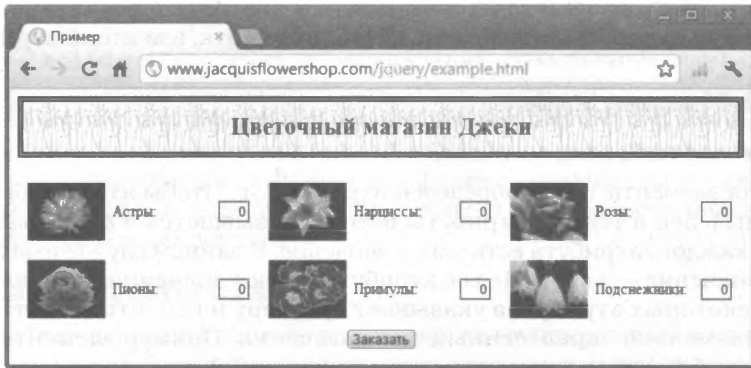 Пример
www.jacquisflowershop.com/jquery/example.html
Цветочный магазин Джеки
Астры: 0 Нарциссы: 0 Розы: 0
Пионы: 0 Примулы: 0 Подснежники: 0
Заказать